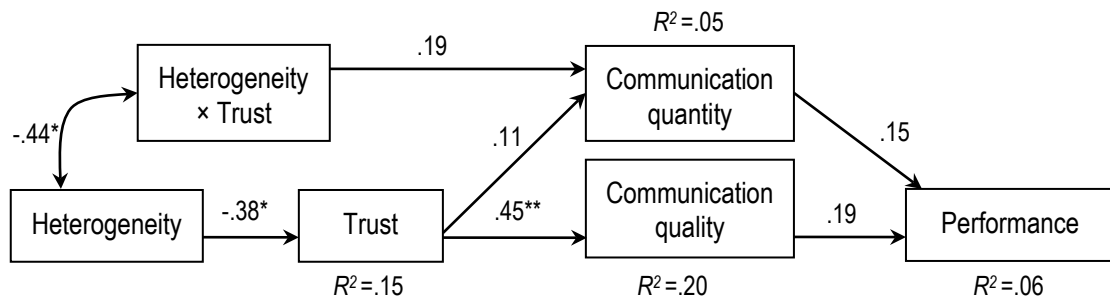 R² =.05
.19
Heterogeneity
× Trust
Communication
quantity
-.44*
.11
.15
Heterogeneity
-.38*
Trust
.45**
Communication
quality
.19
Performance
R² =.15
R² =.20
R² =.06